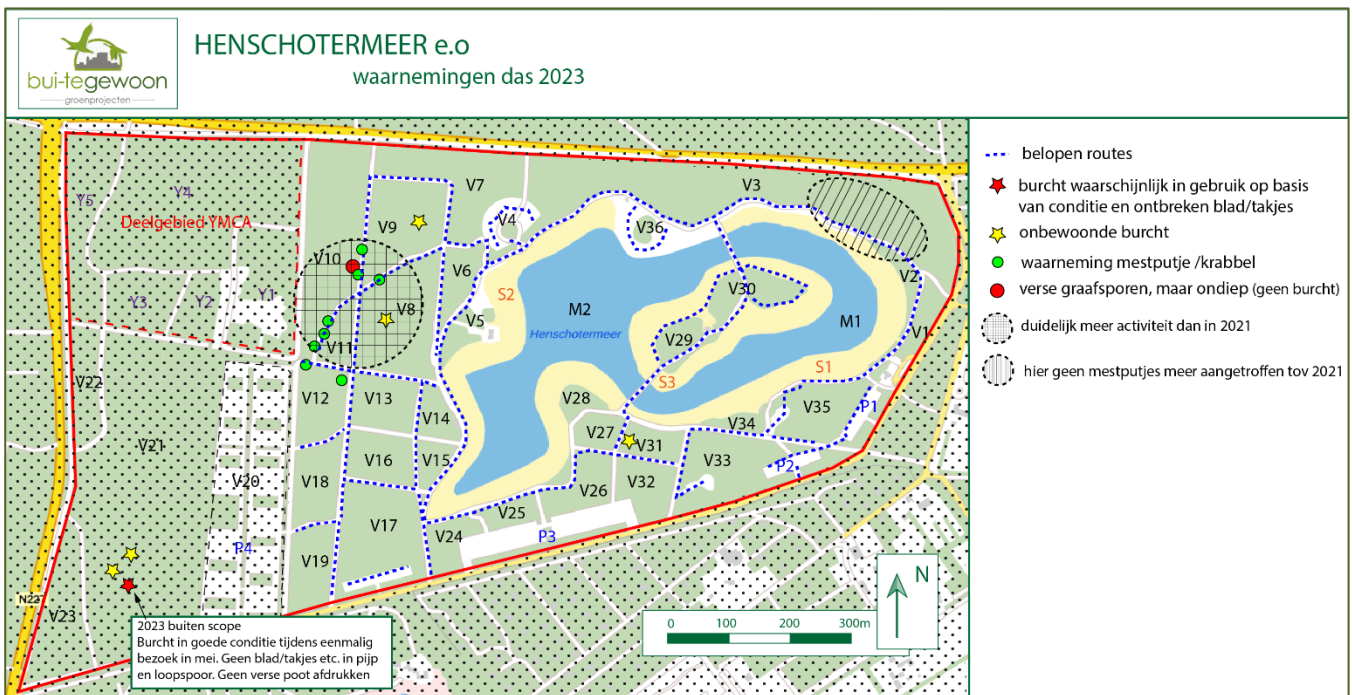 bui-tegewoon
groenprojecten
HENSCHOTERMEER e.o
waarnemingen das 2023
belopen routes
burcht waarschijnlijk in gebruik op basis
van conditie en ontbreken blad/takjes
onbewoonde burcht
waarneming mestputje /krabbel
verse graafsporen, maar ondiep (geen burcht)
duidelijk meer activiteit dan in 2021
hier geen mestputjes meer aangetroffen tov 2021
Y5
Y4
Deelgebied YMCA
Y3
Y2
Y1
V7
V3
V9
V4
V36
V10
V6
V2
V30
S2
M2
V8
V5
Henschotermeer
M1
V1
V11
V29
S3
S1
V22
V12
V13
V28
V14
V35
P1
V34
V27
V31
V21
V16
V15
V33
P2
V20
V18
V26
V32
V25
V17
V24
P3
P4
V19
N227
V23
N
0 100 200 300m
2023 buiten scope
Burcht in goede conditie tijdens eenmalig
bezoek in mei. Geen blad/takjes etc. in pijp
en loopspoor. Geen verse poot afdrukken